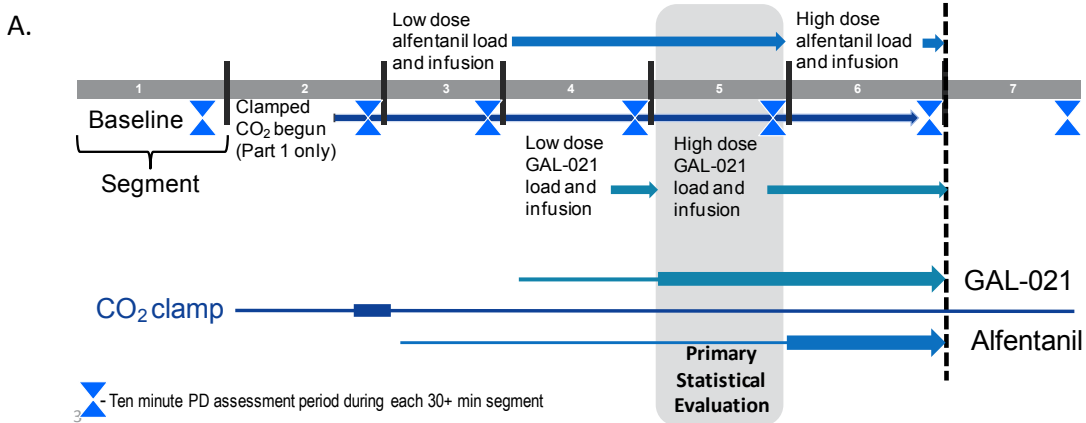 A.
Low dose
alfentanil load
and infusion
High dose
alfentanil load
and infusion
1 2 3 4 5 6 7
Baseline
Clamped
CO₂ begun
(Part 1 only)
Segment
Low dose
GAL-021
load and
infusion
High dose
GAL-021
load and
infusion
GAL-021
CO₂ clamp
Alfentanil
Primary
Statistical
Evaluation
- Ten minute PD assessment period during each 30+ min segment
3